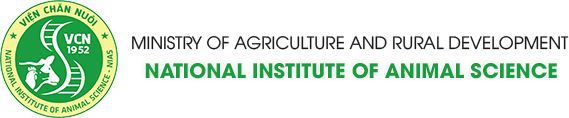 VIỆN CHĂN NUÔI
VCN
1952
NATIONAL INSTITUTE OF ANIMAL SCIENCE - NIAS
MINISTRY OF AGRICULTURE AND RURAL DEVELOPMENT
NATIONAL INSTITUTE OF ANIMAL SCIENCE